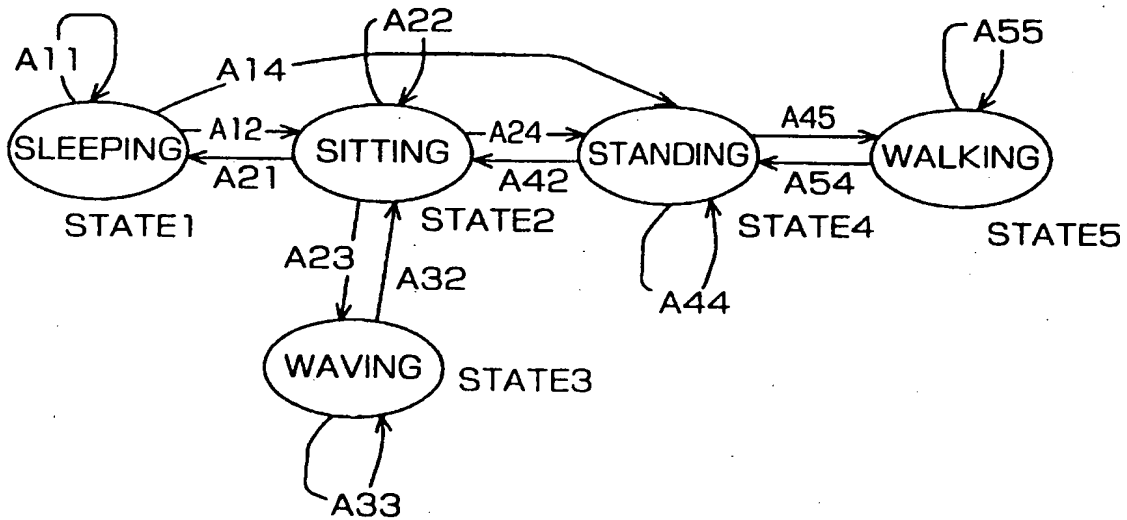 A22
A55
A11
A14
A12
A24
A45
SLEEPING
SITTING
STANDING
WALKING
A21
A42
A54
STATE1
STATE2
STATE4
STATE5
A23
A32
A44
WAVING
STATE3
A33